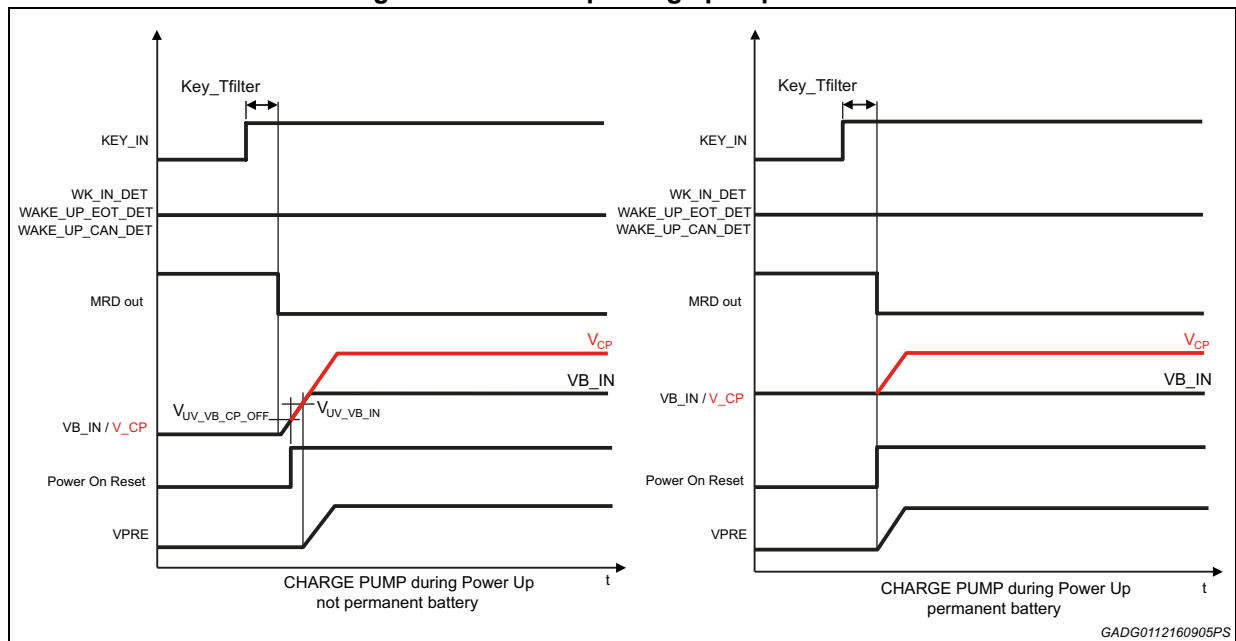 Key_Tfilter
KEY_IN
WK_IN_DET
WAKE_UP_EOT_DET
WAKE_UP_CAN_DET
MRD out
VCP
VB_IN
VUV_VB_CP_OFF
VUV_VB_IN
VB_IN / V_CP
Power On Reset
VPRE
CHARGE PUMP during Power Up
not permanent battery
t
Key_Tfilter
KEY_IN
WK_IN_DET
WAKE_UP_EOT_DET
WAKE_UP_CAN_DET
MRD out
VCP
VB_IN
VB_IN / V_CP
Power On Reset
VPRE
CHARGE PUMP during Power Up
permanent battery
t
GADG0112160905PS